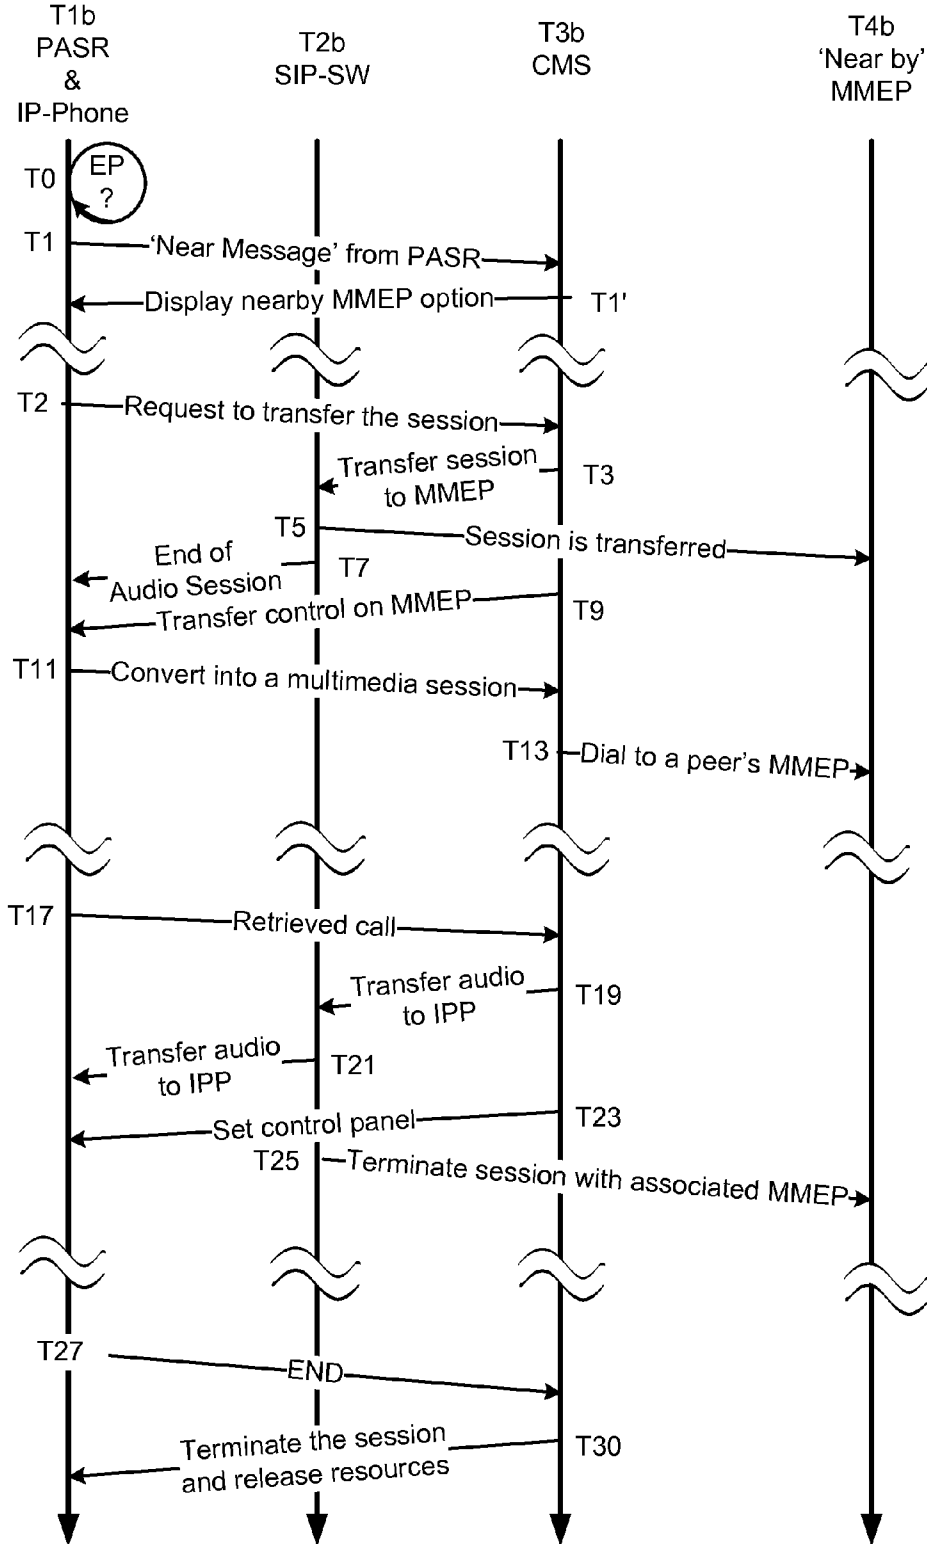 T1b
PASR
&
IP-Phone
T2b
SIP-SW
T3b
CMS
T4b
'Near by'
MMEP
T0
EP
?
T1
'Near Message' from PASR
Display nearby MMEP option
T1'
T2
Request to transfer the session
Transfer session
to MMEP
T3
T5
Session is transferred
End of
Audio Session
T7
Transfer control on MMEP
T9
T11
Convert into a multimedia session
T13
Dial to a peer's MMEP
T17
Retrieved call
Transfer audio
to IPP
T19
Transfer audio
to IPP
T21
Set control panel
T23
T25
Terminate session with associated MMEP
T27
END
Terminate the session
and release resources
T30